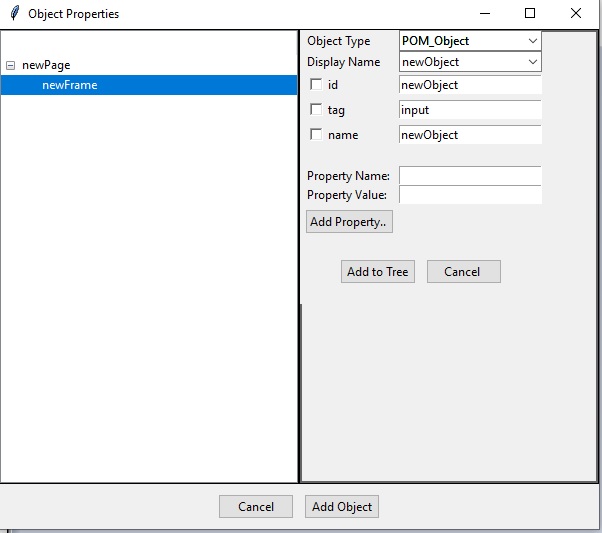 Object Properties
newPage
newFrame
Object Type POM_Object
Display Name newObject
id newObject
tag input
name newObject
Property Name:
Property Value:
Add Property..
Add to Tree Cancel
Cancel Add Object